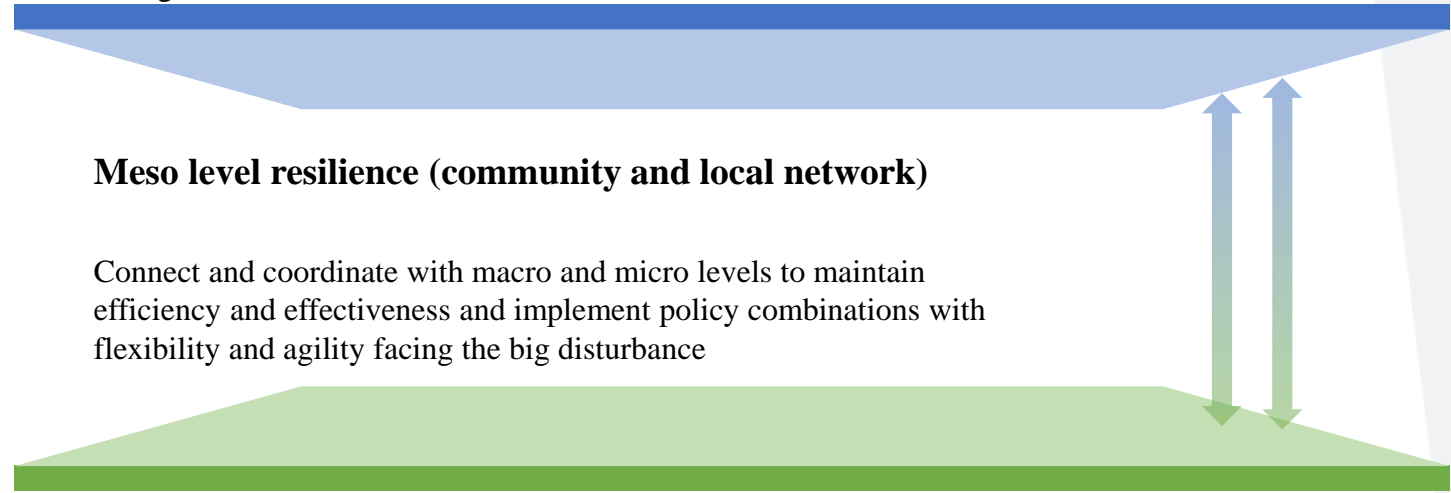 Meso level resilience (community and local network)
Connect and coordinate with macro and micro levels to maintain
efficiency and effectiveness and implement policy combinations with
flexibility and agility facing the big disturbance